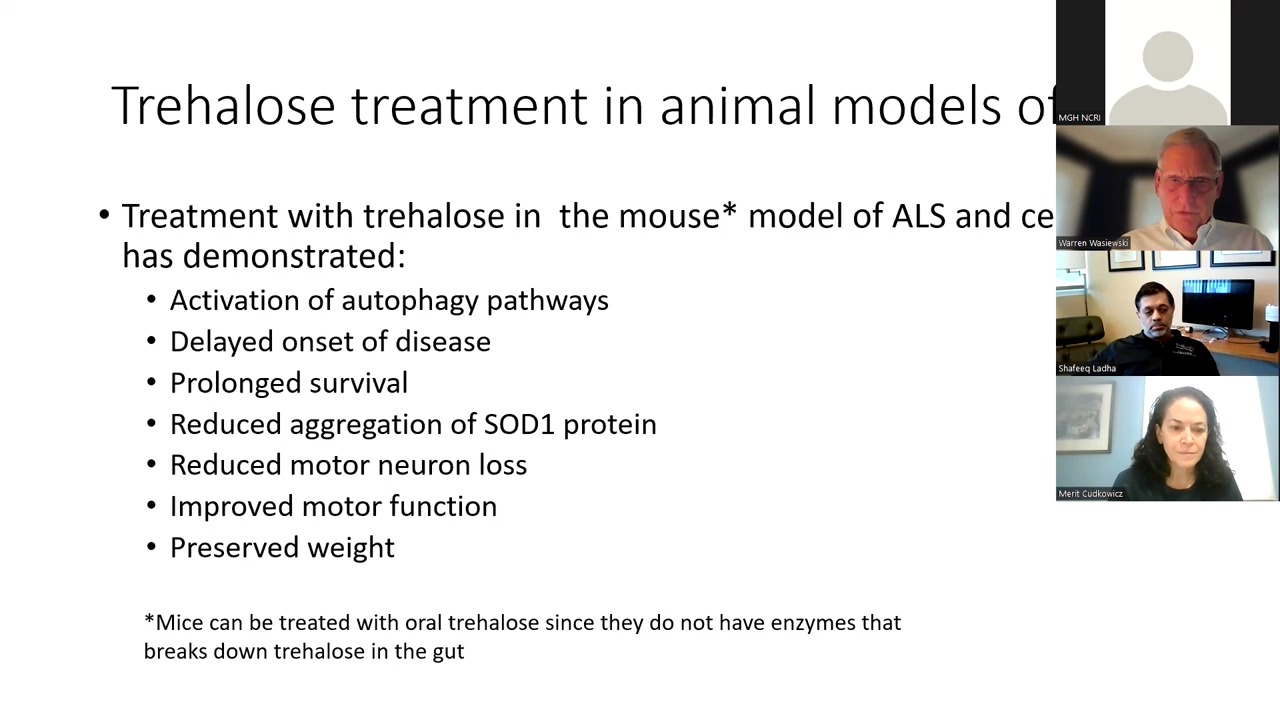 Trehalose treatment in animal models of
• Treatment with trehalose in the mouse* model of ALS and ce
has demonstrated:
• Activation of autophagy pathways
• Delayed onset of disease
• Prolonged survival
• Reduced aggregation of SOD1 protein
• Reduced motor neuron loss
• Improved motor function
• Preserved weight
*Mice can be treated with oral trehalose since they do not have enzymes that
breaks down trehalose in the gut
MGH NCRI
Warren Wasiewski
Shafeeq Ladha
Merit Cudkowicz